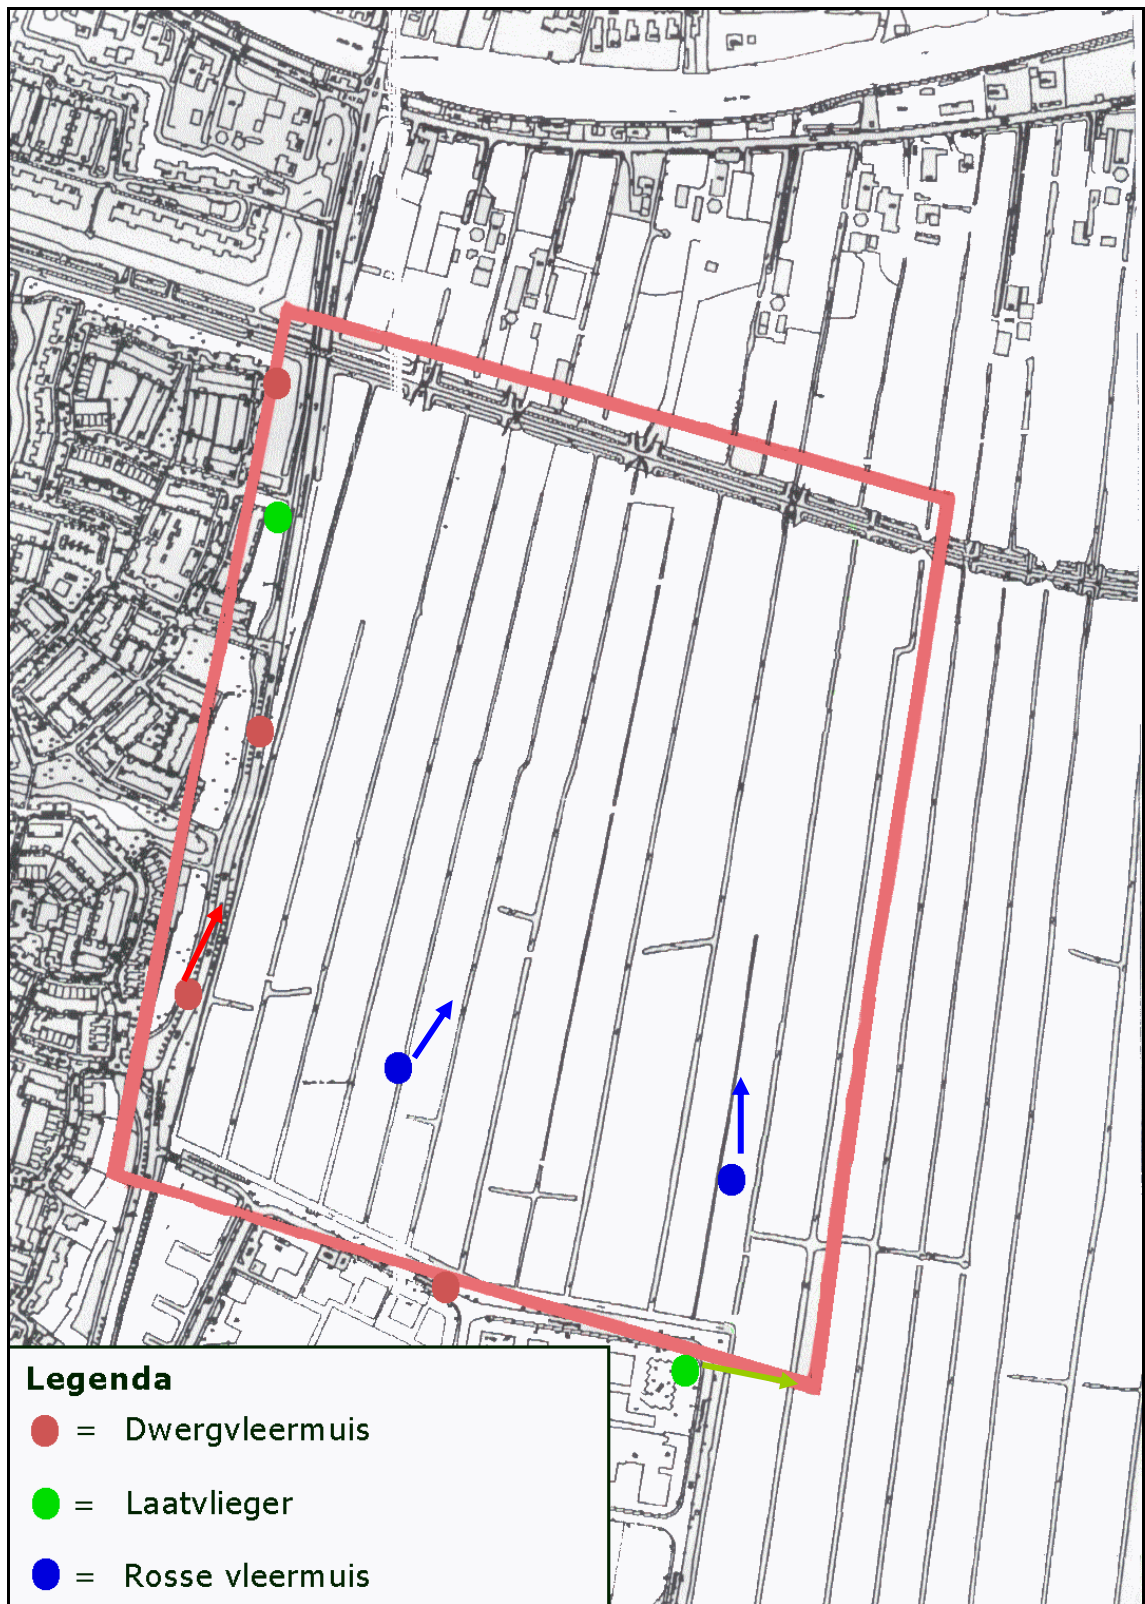 Legenda
= Dwergvleermuis
= Laatvlieger
= Rosse vleermuis